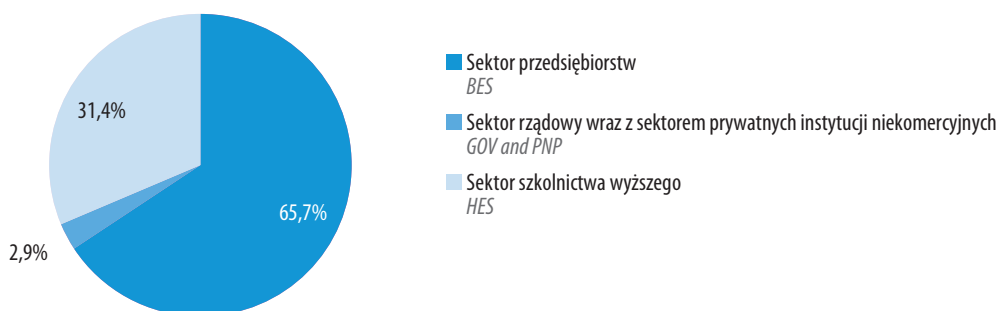 31,4%
65,7%
2,9%
Sektor przedsiębiorstw
BES
Sektor rządowy wraz z sektorem prywatnych instytucji niekomercyjnych
GOV and PNP
Sektor szkolnictwa wyższego
HES